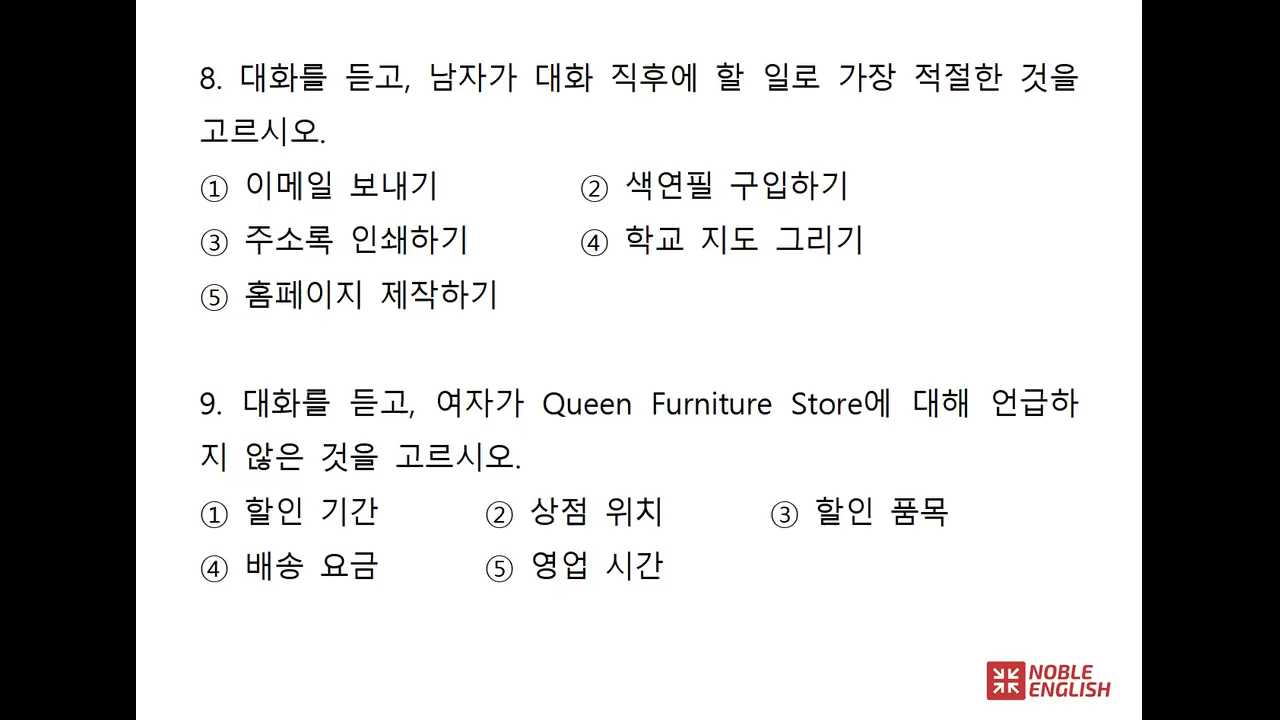 8. 대화를 듣고, 남자가 대화 직후에 할 일로 가장 적절한 것을
고르시오.
① 이메일 보내기 ② 색연필 구입하기
③ 주소록 인쇄하기 ④ 학교 지도 그리기
⑤ 홈페이지 제작하기
9. 대화를 듣고, 여자가 Queen Furniture Store에 대해 언급하
지 않은 것을 고르시오.
① 할인 기간 ② 상점 위치 ③ 할인 품목
④ 배송 요금 ⑤ 영업 시간
NOBLE
ENGLISH